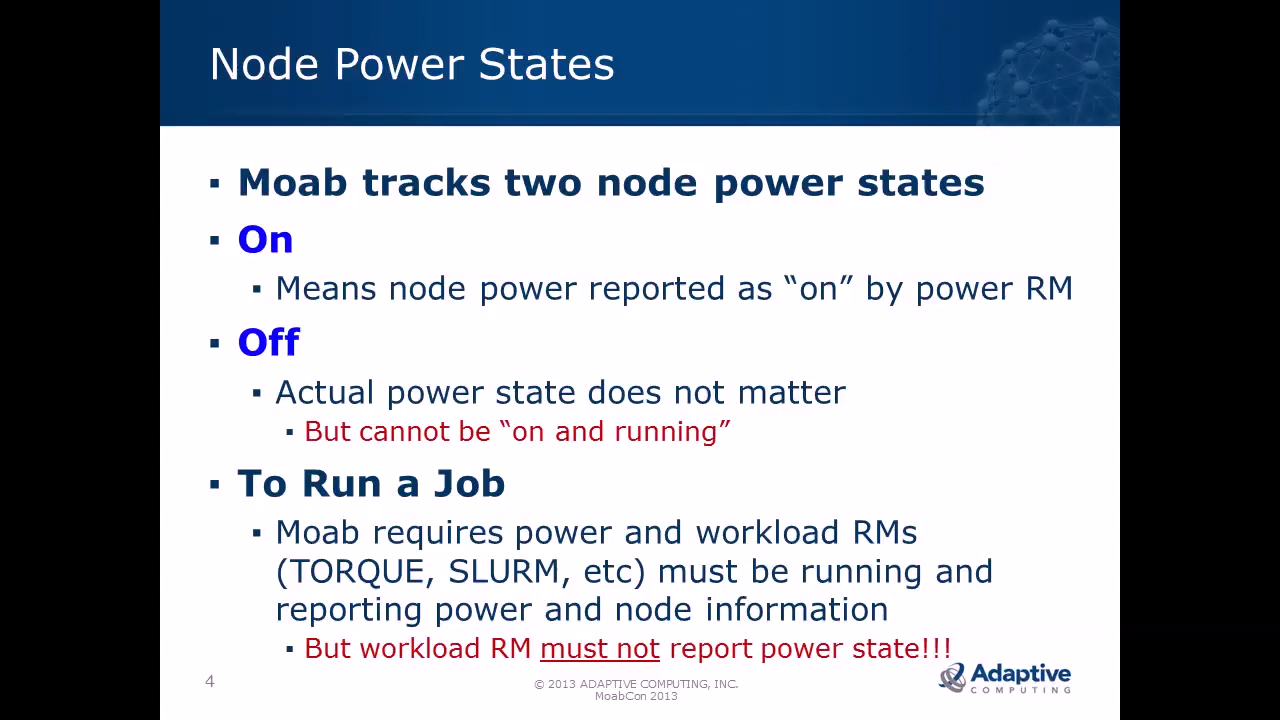 Node Power States
▪ Moab tracks two node power states
▪ On
▪ Means node power reported as “on” by power RM
▪ Off
▪ Actual power state does not matter
▪ But cannot be “on and running”
▪ To Run a Job
▪ Moab requires power and workload RMs
(TORQUE, SLURM, etc) must be running and
reporting power and node information
▪ But workload RM must not report power state!!!
4
© 2013 ADAPTIVE COMPUTING, INC.
MoabCon 2013
Adaptive
COMPUTING